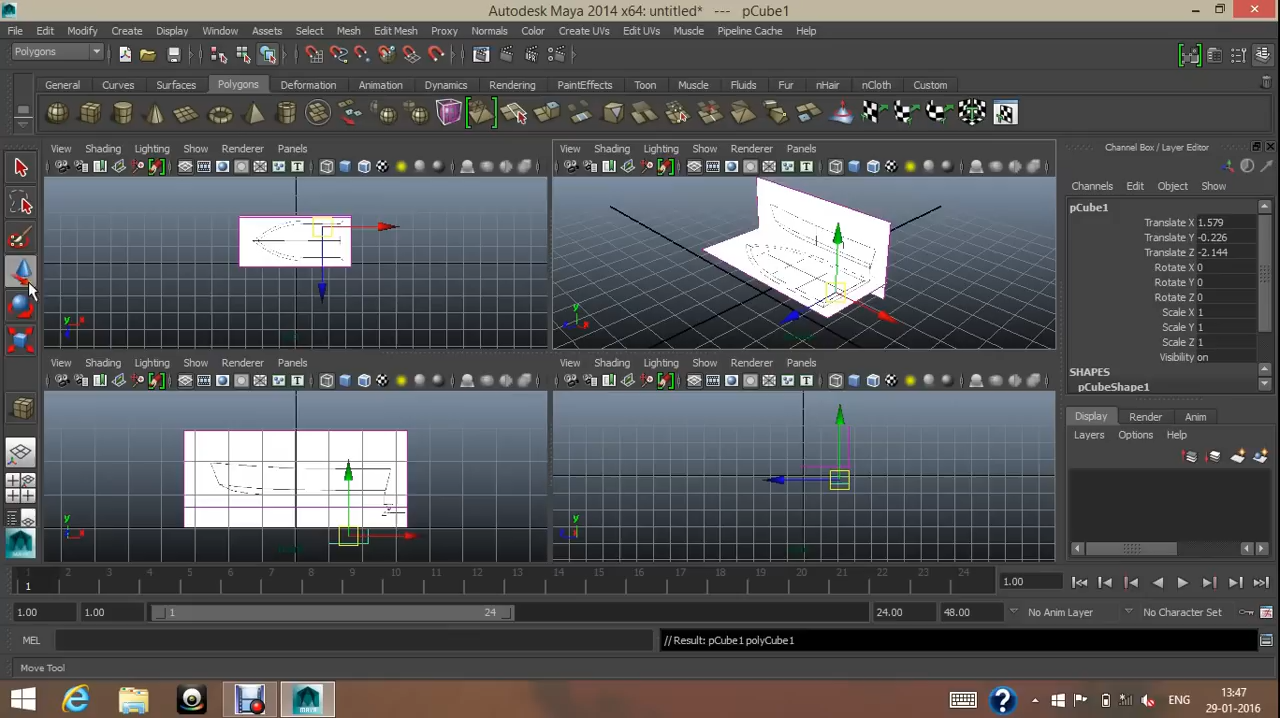 Autodesk Maya 2014 x64: untitled* --- pCube1
File Edit Modify Create Display Window Assets Select Mesh Edit Mesh Proxy Normals Color Create UVs Edit UVs Muscle Pipeline Cache Help
Polygons
General Curves Surfaces Polygons Deformation Animation Dynamics Rendering PaintEffects Toon Muscle Fluids Fur nHair nCloth Custom
View Shading Lighting Show Renderer Panels
View Shading Lighting Show Renderer Panels
Channel Box / Layer Editor
Channels Edit Object Show
pCube1
Translate X 1.579
Translate Y -0.226
Translate Z -2.144
Rotate X 0
Rotate Y 0
Rotate Z 0
Scale X 1
Scale Y 1
Scale Z 1
Visibility on
SHAPES
pCubeShape1
View Shading Lighting Show Renderer Panels
View Shading Lighting Show Renderer Panels
Display Render Anim
Layers Options Help
y x
y
y x
y
1 2 3 4 5 6 7 8 9 10 11 12 13 14 15 16 17 18 19 20 21 22 23 24
1
1.00
1.00 1.00 1 24 24.00 48.00 No Anim Layer No Character Set
MEL // Result: pCube1 polyCube1
Move Tool
MAYA
ENG
13:47
29-01-2016